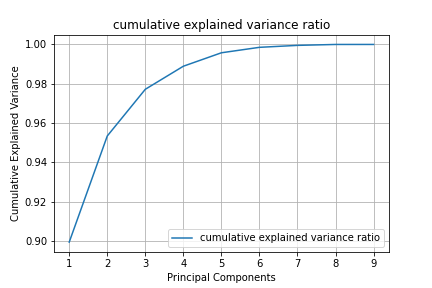 cumulative explained variance ratio
Cumulative Explained Variance
1.00
0.98
0.96
0.94
0.92
0.90
cumulative explained variance ratio
1 2 3 4 5 6 7 8 9
Principal Components